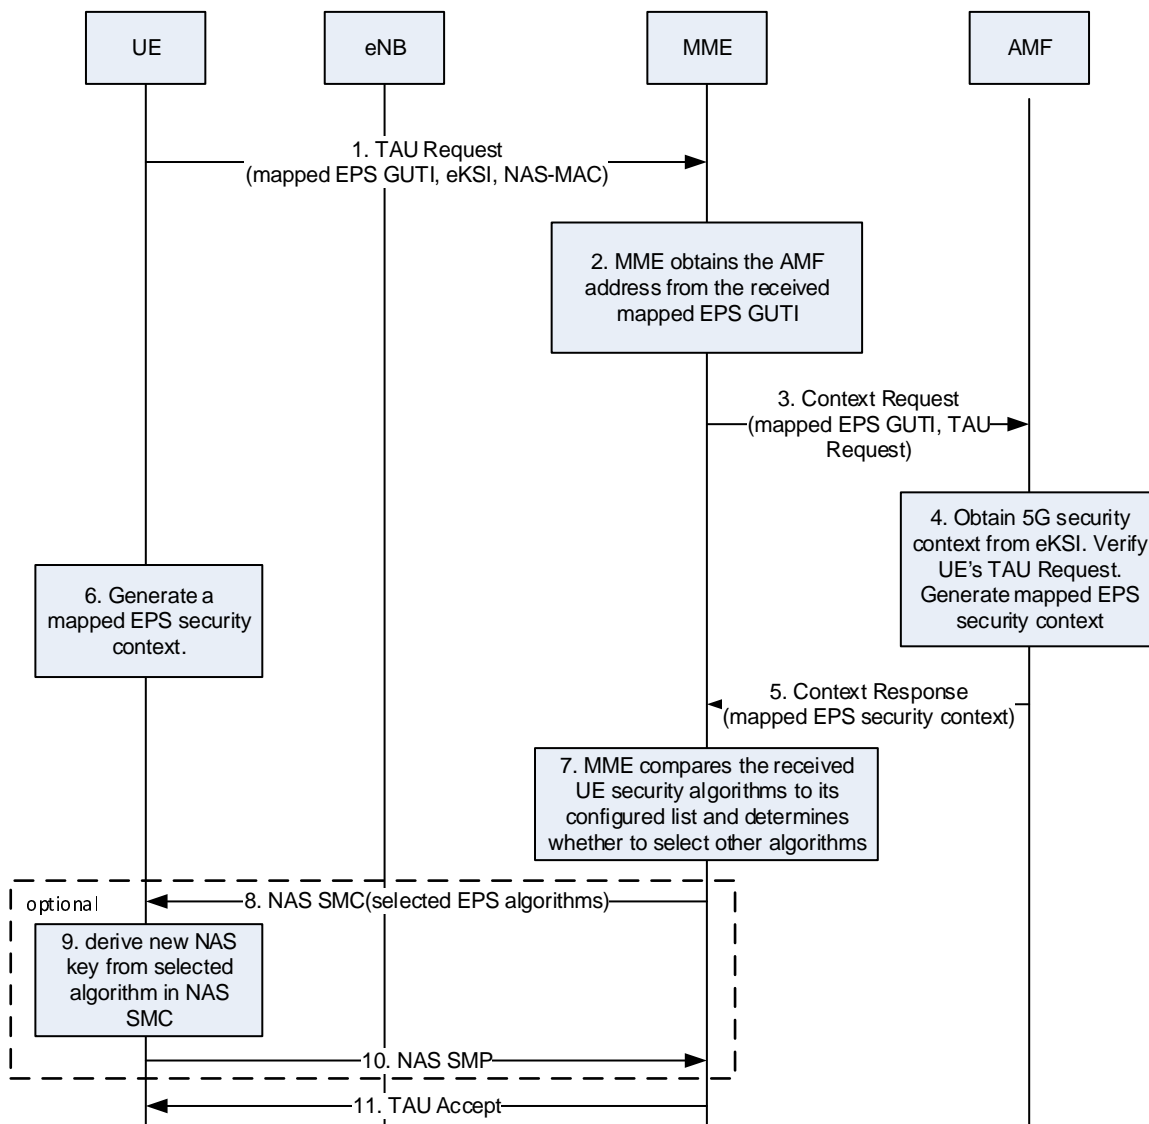 UE
eNB
MME
AMF
1. TAU Request
(mapped EPS GUTI, eKSI, NAS-MAC)
2. MME obtains the AMF
address from the received
mapped EPS GUTI
3. Context Request
(mapped EPS GUTI, TAU
Request)
4. Obtain 5G security
context from eKSI. Verify
UE's TAU Request.
Generate mapped EPS
security context
6. Generate a
mapped EPS security
context.
5. Context Response
(mapped EPS security context)
7. MME compares the received
UE security algorithms to its
configured list and determines
whether to select other algorithms
optional
8. NAS SMC(selected EPS algorithms)
9. derive new NAS
key from selected
algorithm in NAS
SMC
10. NAS SMP
11. TAU Accept